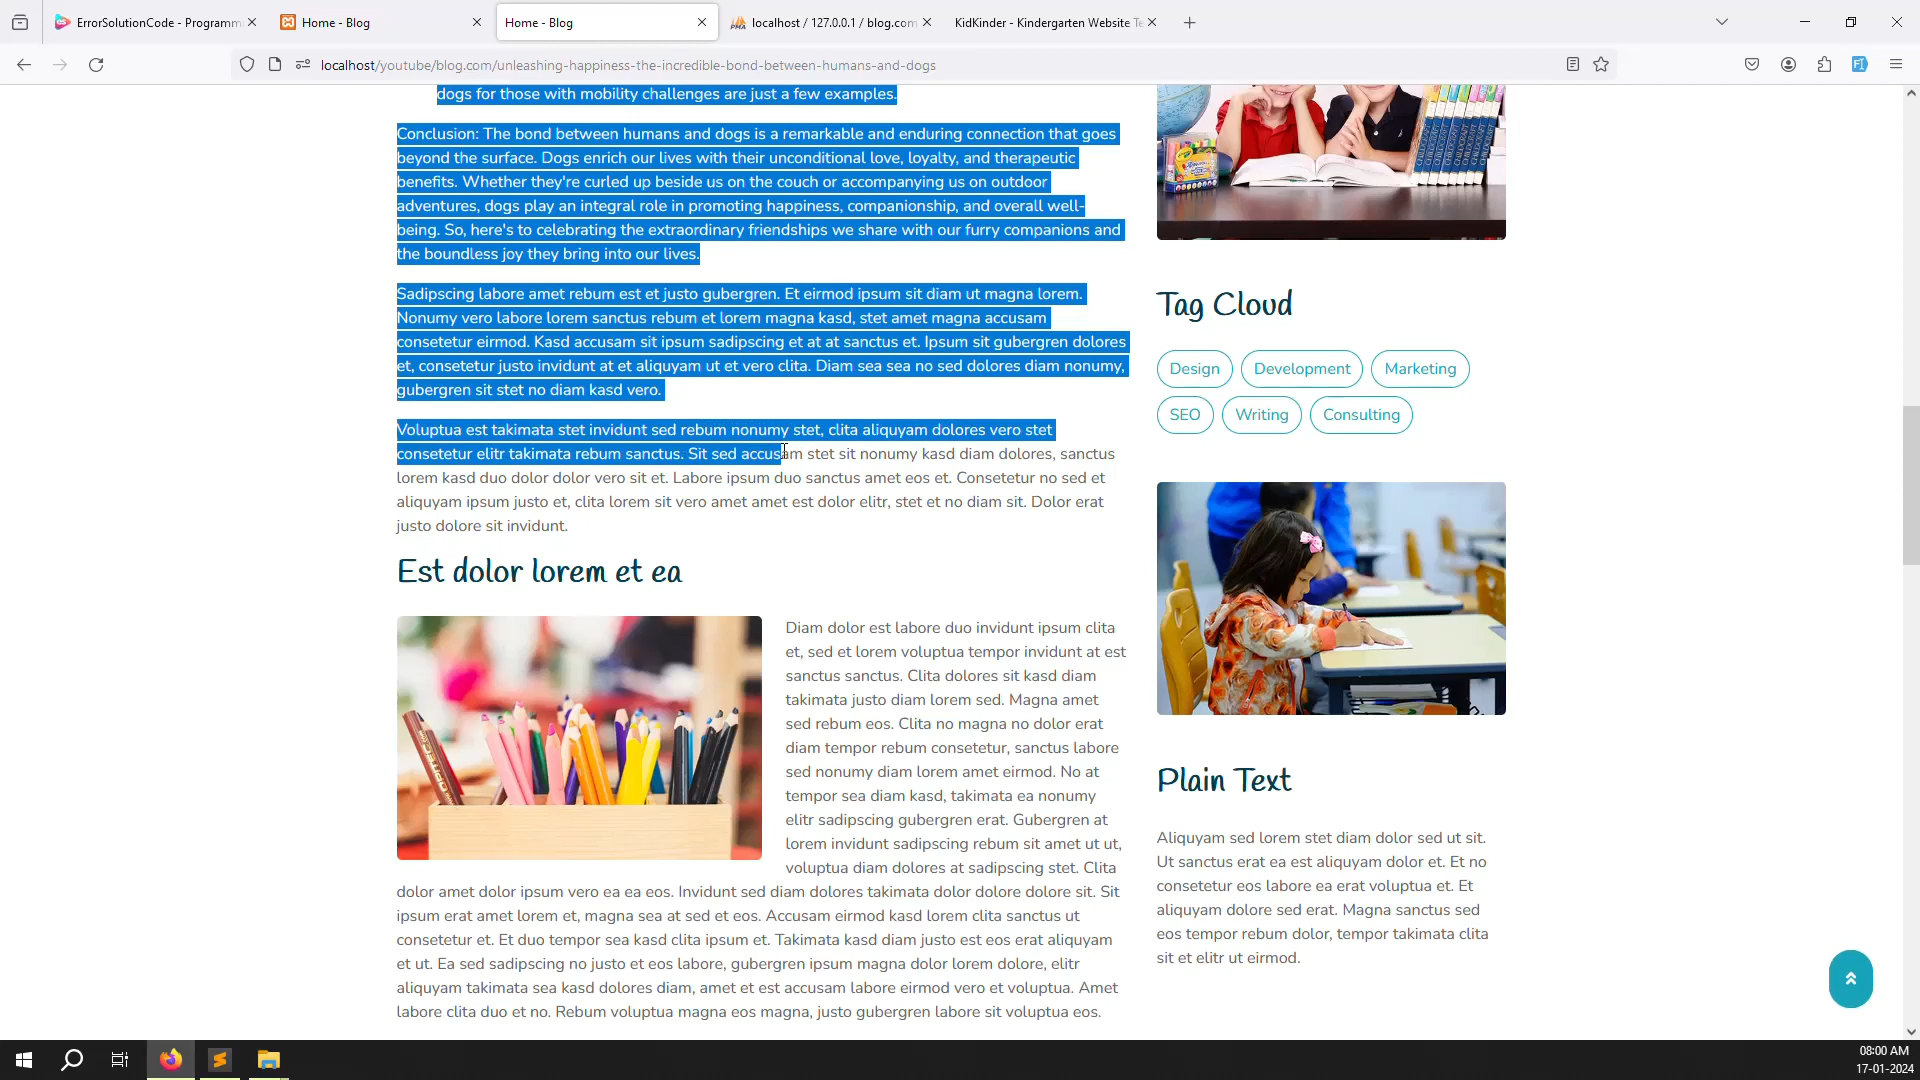 ErrorSolutionCode - Programm
Home - Blog
Home - Blog
localhost / 127.0.0.1 / blog.com
KidKinder - Kindergarten Website Te
localhost/youtube/blog.com/unleashing-happiness-the-incredible-bond-between-humans-and-dogs
dogs for those with mobility challenges are just a few examples.
Conclusion: The bond between humans and dogs is a remarkable and enduring connection that goes
beyond the surface. Dogs enrich our lives with their unconditional love, loyalty, and therapeutic
benefits. Whether they're curled up beside us on the couch or accompanying us on outdoor
adventures, dogs play an integral role in promoting happiness, companionship, and overall well-
being. So, here's to celebrating the extraordinary friendships we share with our furry companions and
the boundless joy they bring into our lives.
Sadipscing labore amet rebum est et justo gubergren. Et eirmod ipsum sit diam ut magna lorem.
Nonumy vero labore lorem sanctus rebum et lorem magna kasd, stet amet magna accusam
consetetur eirmod. Kasd accusam sit ipsum sadipscing et at at sanctus et. Ipsum sit gubergren dolores
et, consetetur justo invidunt at et aliquyam ut et vero clita. Diam sea sea no sed dolores diam nonumy,
gubergren sit stet no diam kasd vero.
Voluptua est takimata stet invidunt sed rebum nonumy stet, clita aliquyam dolores vero stet
consetetur elitr takimata rebum sanctus. Sit sed accusam stet sit nonumy kasd diam dolores, sanctus
lorem kasd duo dolor dolor vero sit et. Labore ipsum duo sanctus amet eos et. Consetetur no sed et
aliquyam ipsum justo et, clita lorem sit vero amet amet est dolor elitr, stet et no diam sit. Dolor erat
justo dolore sit invidunt.
Est dolor lorem et ea
Diam dolor est labore duo invidunt ipsum clita
et, sed et lorem voluptua tempor invidunt at est
sanctus sanctus. Clita dolores sit kasd diam
takimata justo diam lorem sed. Magna amet
sed rebum eos. Clita no magna no dolor erat
diam tempor rebum consetetur, sanctus labore
sed nonumy diam lorem amet eirmod. No at
tempor sea diam kasd, takimata ea nonumy
elitr sadipscing gubergren erat. Gubergren at
lorem invidunt sadipscing rebum sit amet ut ut,
voluptua diam dolores at sadipscing stet. Clita
dolor amet dolor ipsum vero ea ea eos. Invidunt sed diam dolores takimata dolor dolore dolore sit. Sit
ipsum erat amet lorem et, magna sea at sed et eos. Accusam eirmod kasd lorem clita sanctus ut
consetetur et. Et duo tempor sea kasd clita ipsum et. Takimata kasd diam justo est eos erat aliquyam
et ut. Ea sed sadipscing no justo et eos labore, gubergren ipsum magna dolor lorem dolore, elitr
aliquyam takimata sea kasd dolores diam, amet et est accusam labore eirmod vero et voluptua. Amet
labore clita duo et no. Rebum voluptua magna eos magna, justo gubergren labore sit voluptua eos.
Tag Cloud
Design
Development
Marketing
SEO
Writing
Consulting
Plain Text
Aliquyam sed lorem stet diam dolor sed ut sit.
Ut sanctus erat ea est aliquyam dolor et. Et no
consetetur eos labore ea erat voluptua et. Et
aliquyam dolore sed erat. Magna sanctus sed
eos tempor rebum dolor, tempor takimata clita
sit et elitr ut eirmod.
08:00 AM
17-01-2024